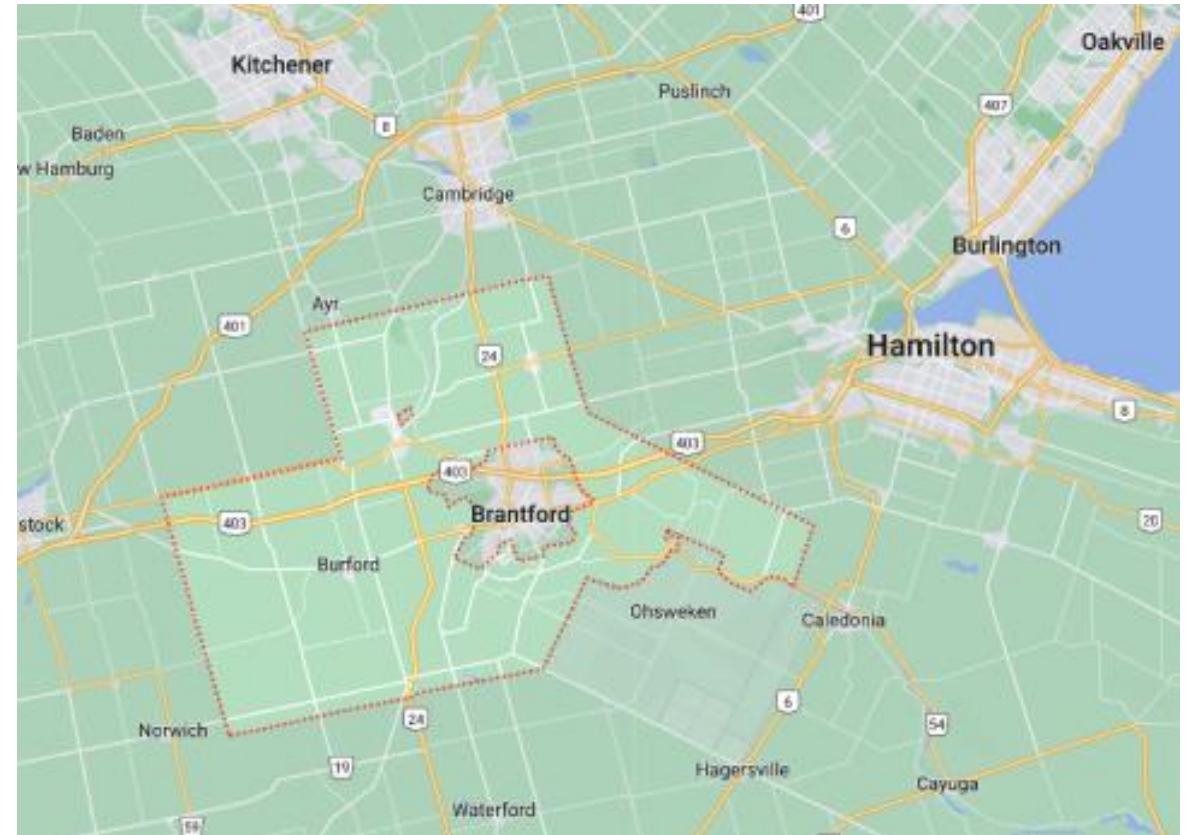 401
Oakville
Kitchener
Puslinch
407
8
Baden
w Hamburg
Cambridge
6
Burlington
Ayr
401
Hamilton
24
8
403
403
stock
403
Brantford
20
Burford
Ohsweken
Caledonia
6
24
54
Norwich
19
Hagersville
Cayuga
Waterford
59